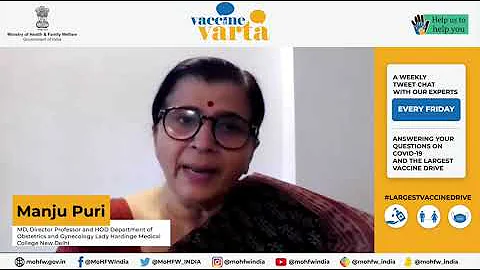 vaccine
varta
Ministry of Health & Family Welfare
Government of India
Help us to
help you
A WEEKLY
TWEET CHAT
WITH OUR EXPERTS
EVERY FRIDAY
ANSWERING YOUR
QUESTIONS ON
COVID-19
AND THE LARGEST
VACCINE DRIVE
#LARGESTVACCINEDRIVE
Manju Puri
MD, Director Professor and HOD Department of
Obstetrics and Gynecology Lady Hardinge Medical
College New Delhi
mohfw.gov.in
@MoHFWIndia
@MoHFW_INDIA
@mohfwindia
@mohfwindia
@mohfwindia